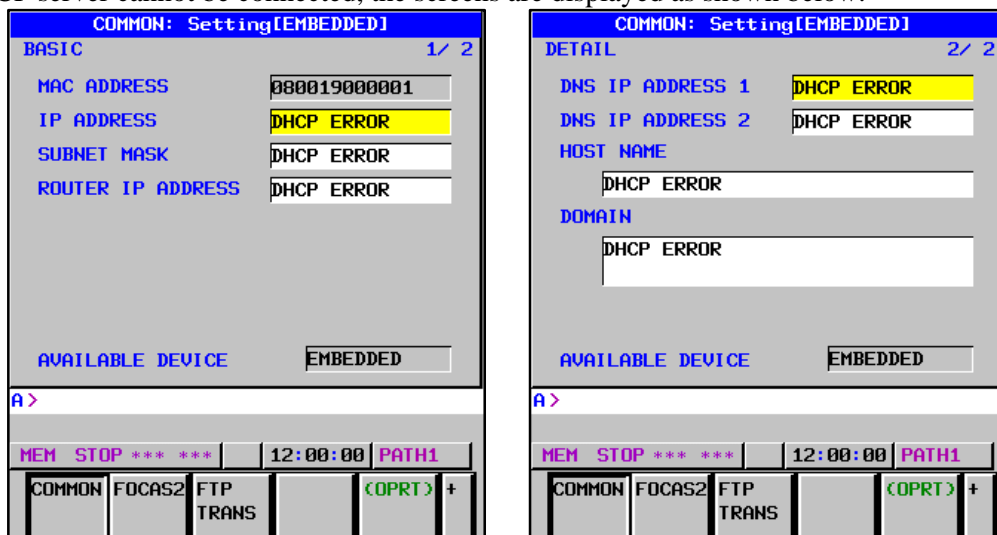 CP server cannot be connected, the screens are displayed as shown below.
COMMON: Setting[EMBEDDED]
BASIC 1/ 2
MAC ADDRESS 080019000001
IP ADDRESS DHCP ERROR
SUBNET MASK DHCP ERROR
ROUTER IP ADDRESS DHCP ERROR
AVAILABLE DEVICE EMBEDDED
A>
MEM STOP *** *** 12:00:00 PATH1
COMMON FOCAS2 FTP TRANS (OPRT) +
COMMON: Setting[EMBEDDED]
DETAIL 2/ 2
DNS IP ADDRESS 1 DHCP ERROR
DNS IP ADDRESS 2 DHCP ERROR
HOST NAME
DHCP ERROR
DOMAIN
DHCP ERROR
AVAILABLE DEVICE EMBEDDED
A>
MEM STOP *** *** 12:00:00 PATH1
COMMON FOCAS2 FTP TRANS (OPRT) +